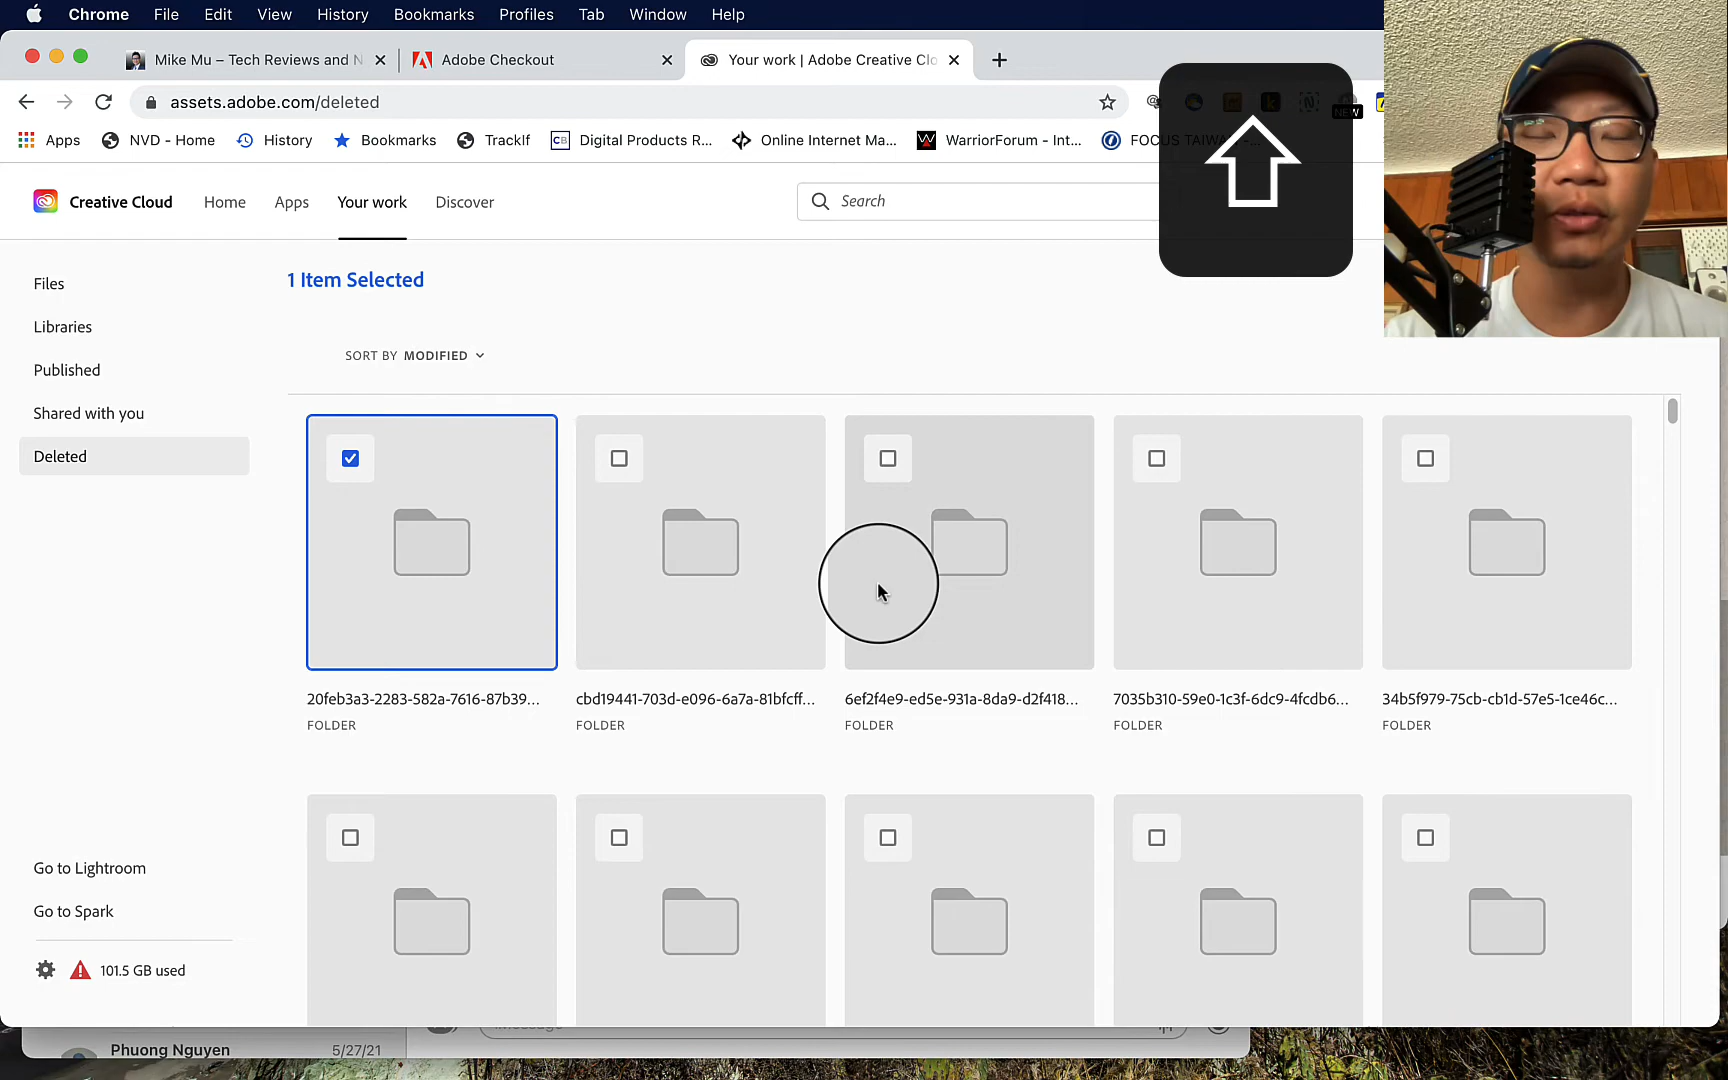 Chrome File Edit View History Bookmarks Profiles Tab Window Help
Mike Mu – Tech Reviews and N
Adobe Checkout
Your work | Adobe Creative Clo
assets.adobe.com/deleted
NEW
Apps NVD - Home History Bookmarks TrackIf Digital Products R... Online Internet Ma... WarriorForum - Int... FOCUS TAIWAN -...
Creative Cloud Home Apps Your work Discover Search
Files
Libraries
Published
Shared with you
Deleted
1 Item Selected
SORT BY MODIFIED
20feb3a3-2283-582a-7616-87b39...
FOLDER
cbd19441-703d-e096-6a7a-81bfcff...
FOLDER
6ef2f4e9-ed5e-931a-8da9-d2f418...
FOLDER
7035b310-59e0-1c3f-6dc9-4fcdb6...
FOLDER
34b5f979-75cb-cb1d-57e5-1ce46c...
FOLDER
Go to Lightroom
Go to Spark
101.5 GB used
Phuong Nguyen 5/27/21